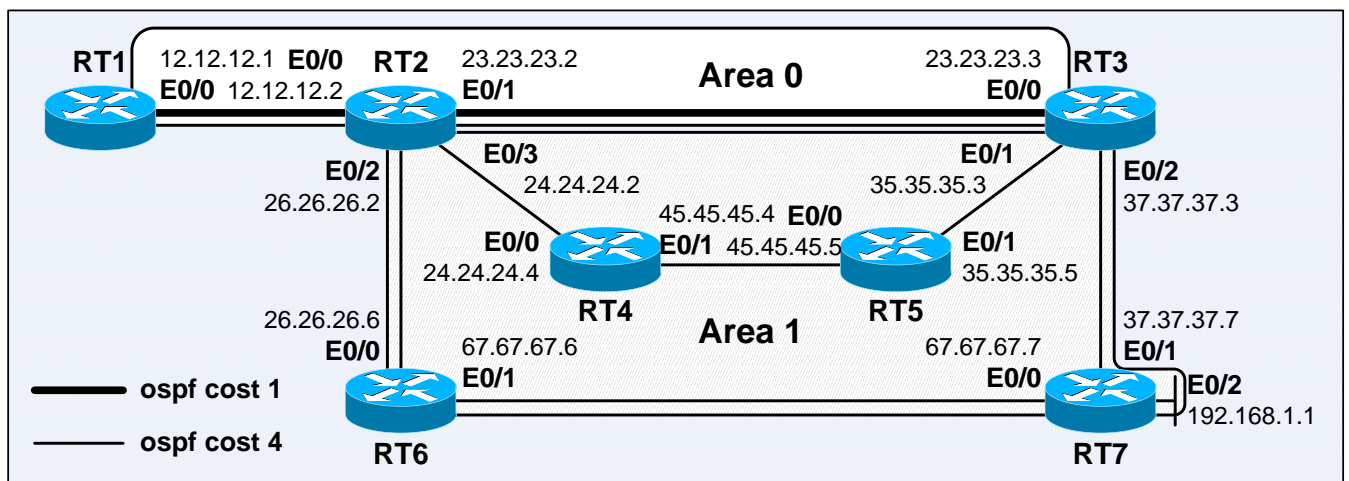 RT1
12.12.12.1 E0/0
E0/0 12.12.12.2
RT2
23.23.23.2
E0/1
Area 0
23.23.23.3
E0/0
RT3
E0/2
26.26.26.2
E0/3
24.24.24.2
E0/1
35.35.35.3
E0/2
37.37.37.3
E0/0
24.24.24.4
45.45.45.4 E0/0
E0/1 45.45.45.5
E0/1
35.35.35.5
RT4
RT5
Area 1
26.26.26.6
E0/0
67.67.67.6
E0/1
67.67.67.7
E0/0
37.37.37.7
E0/1
E0/2
192.168.1.1
RT6
RT7
ospf cost 1
ospf cost 4